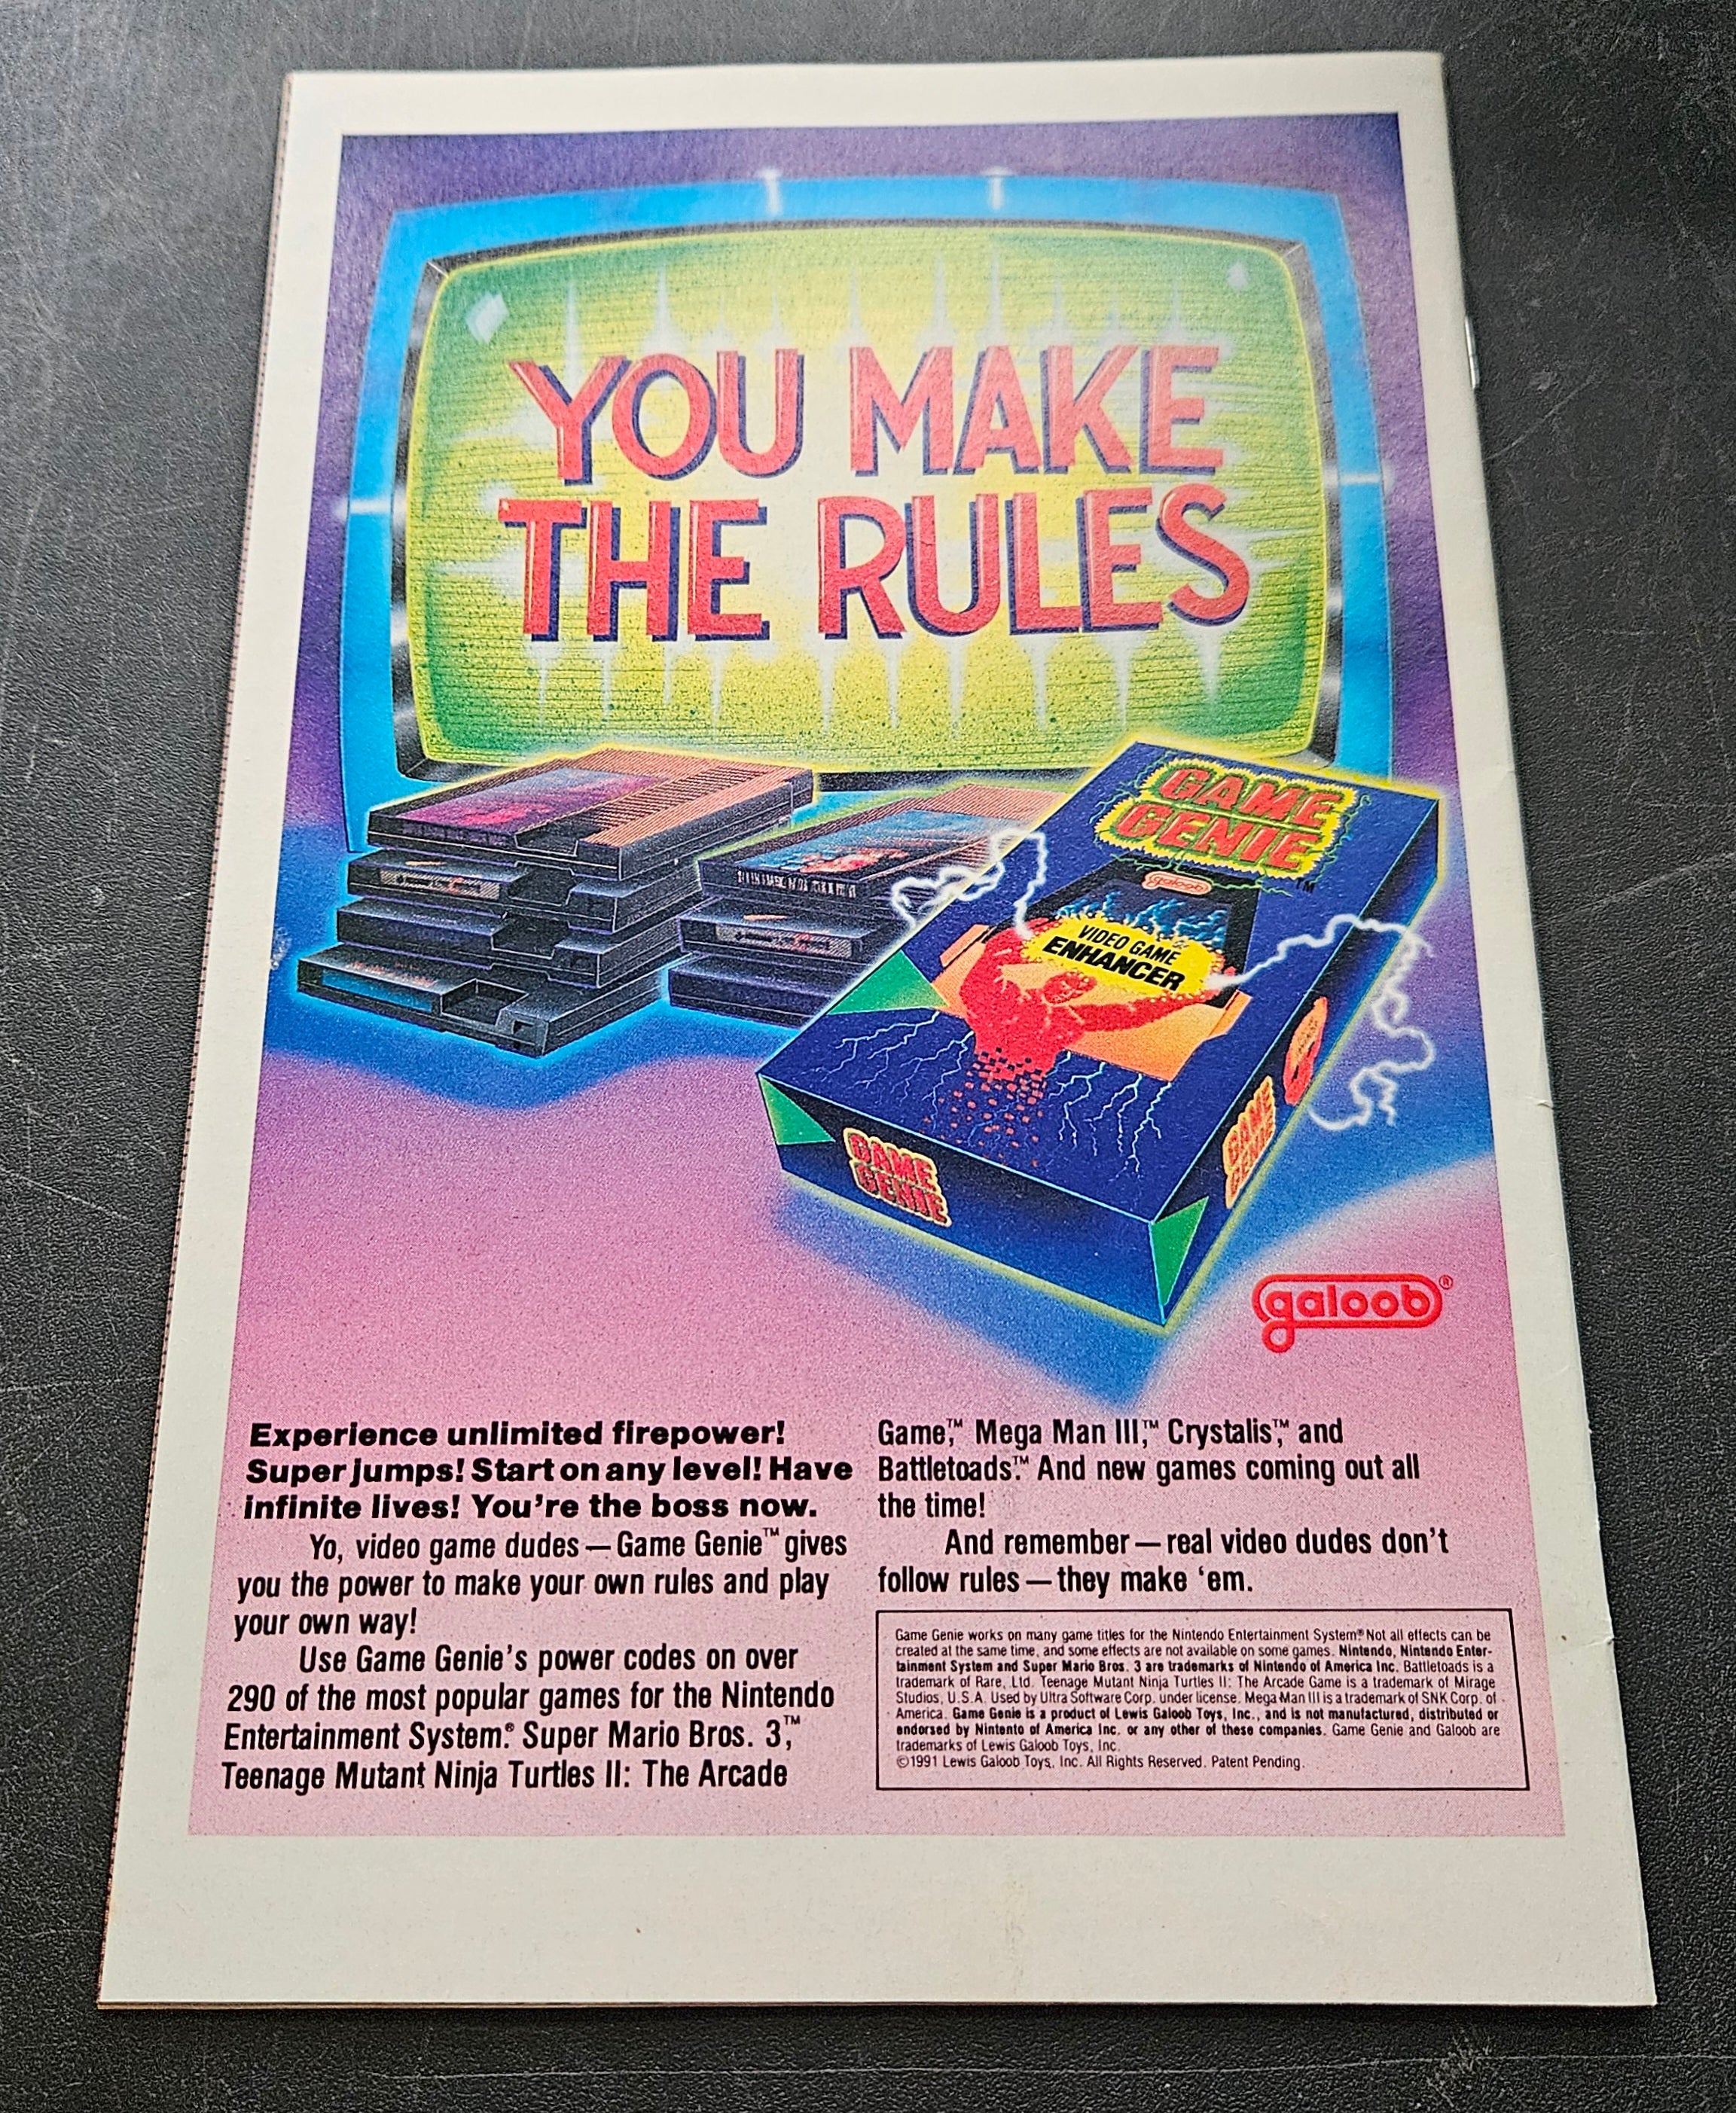 YOU MAKE
THE RULES
GAME
GENIE™
galoob
VIDEO GAME
ENHANCER
GAME
GENIE
GAME
GENIE
galoob®
Experience unlimited firepower!
Super jumps! Start on any level! Have
infinite lives! You're the boss now.
Yo, video game dudes — Game Genie™ gives
you the power to make your own rules and play
your own way!
Use Game Genie's power codes on over
290 of the most popular games for the Nintendo
Entertainment System.® Super Mario Bros. 3,™
Teenage Mutant Ninja Turtles II: The Arcade
Game,™ Mega Man III,™ Crystalis,™ and
Battletoads.™ And new games coming out all
the time!
And remember — real video dudes don't
follow rules — they make 'em.
Game Genie works on many game titles for the Nintendo Entertainment System.® Not all effects can be
created at the same time, and some effects are not available on some games. Nintendo, Nintendo Enter-
tainment System and Super Mario Bros. 3 are trademarks of Nintendo of America Inc. Battletoads is a
trademark of Rare, Ltd. Teenage Mutant Ninja Turtles II: The Arcade Game is a trademark of Mirage
Studios, U.S.A. Used by Ultra Software Corp. under license. Mega Man III is a trademark of SNK Corp. of
America. Game Genie is a product of Lewis Galoob Toys, Inc., and is not manufactured, distributed or
endorsed by Nintento of America Inc. or any other of these companies. Game Genie and Galoob are
trademarks of Lewis Galoob Toys, Inc.
©1991 Lewis Galoob Toys, Inc. All Rights Reserved. Patent Pending.